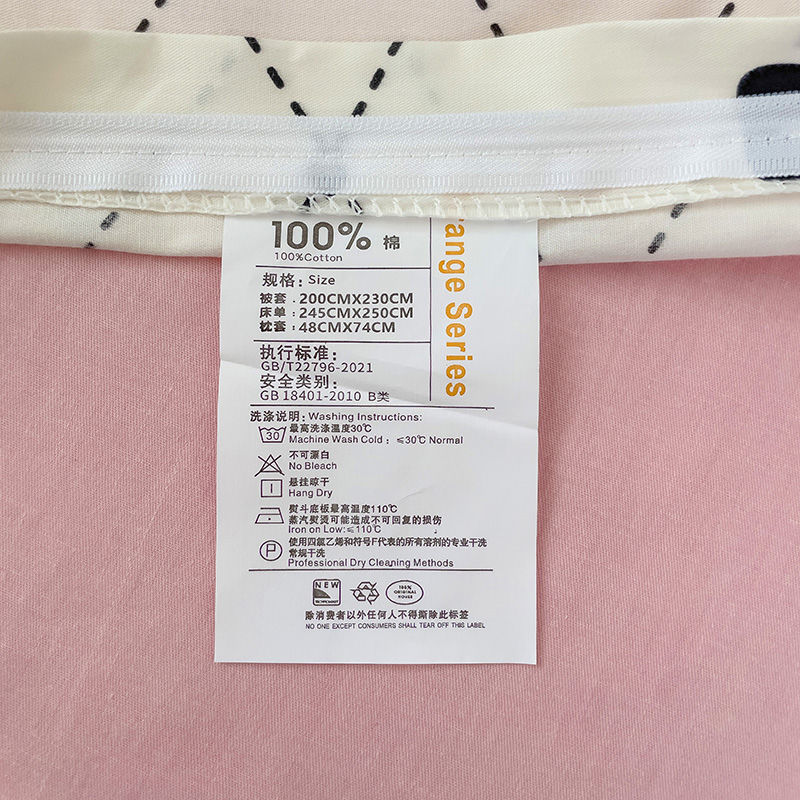 100% 棉
100%Cotton
规格: Size
被套 . 200CMX230CM
床单 : 245CMX250CM
枕套 : 48CMX74CM
执行标准:
GB/T22796-2021
安全类别:
GB 18401-2010 B类
ange Series
洗涤说明: Washing Instructions:
30
最高洗涤温度30℃
Machine Wash Cold : ≤30℃ Normal
不可漂白
No Bleach
悬挂晾干
Hang Dry
熨斗底板最高温度110℃
蒸汽熨烫可能造成不可回复的损伤
Iron on Low:≤110℃
P
使用四氯乙烯和符号F代表的所有溶剂的专业干洗
常规干洗
Professional Dry Cleaning Methods
NEW
100%
ORIGINAL
除消费者以外任何人不得撕除此标签
NO ONE EXCEPT CONSUMERS SHALL TEAR OFF THIS LABEL